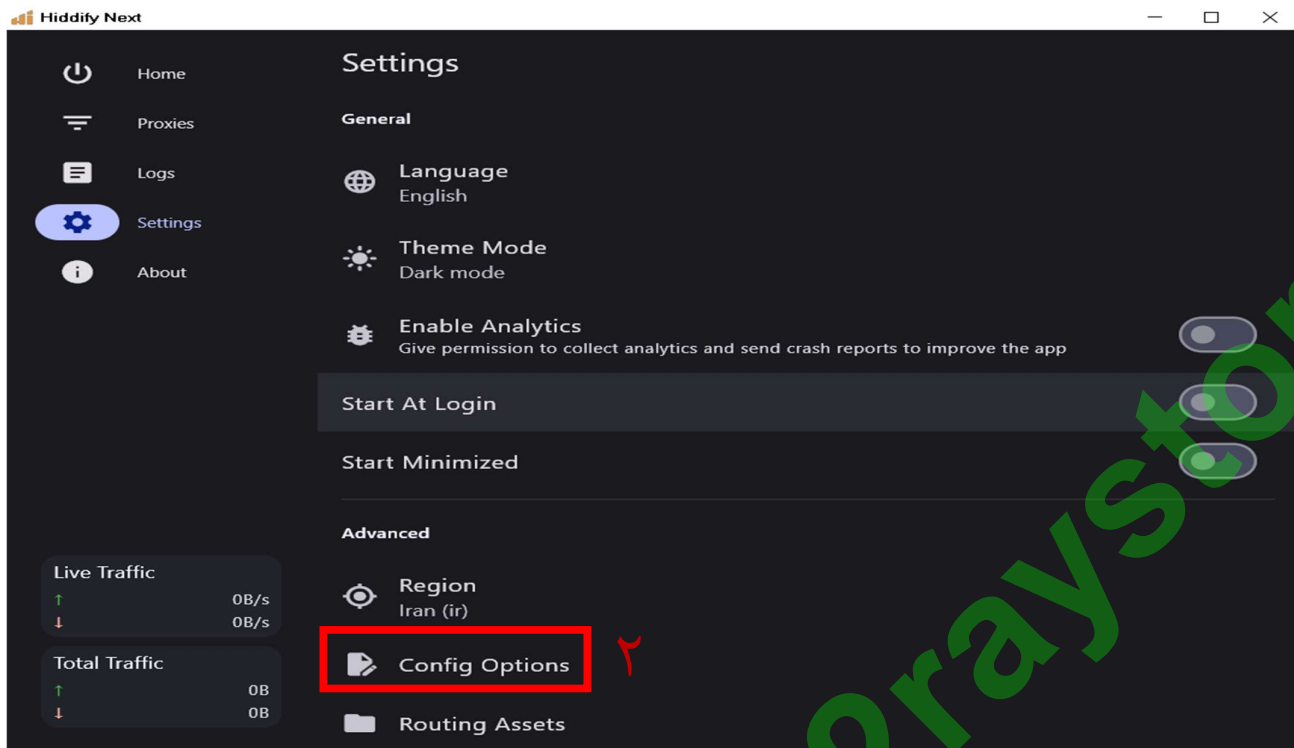 Hiddify Next
Home
Proxies
Logs
Settings
About
Live Traffic
↑ 0B/s
↓ 0B/s
Total Traffic
↑ 0B
↓ 0B
Settings
General
Language
English
Theme Mode
Dark mode
Enable Analytics
Give permission to collect analytics and send crash reports to improve the app
Start At Login
Start Minimized
Advanced
Region
Iran (ir)
Config Options
۲
Routing Assets